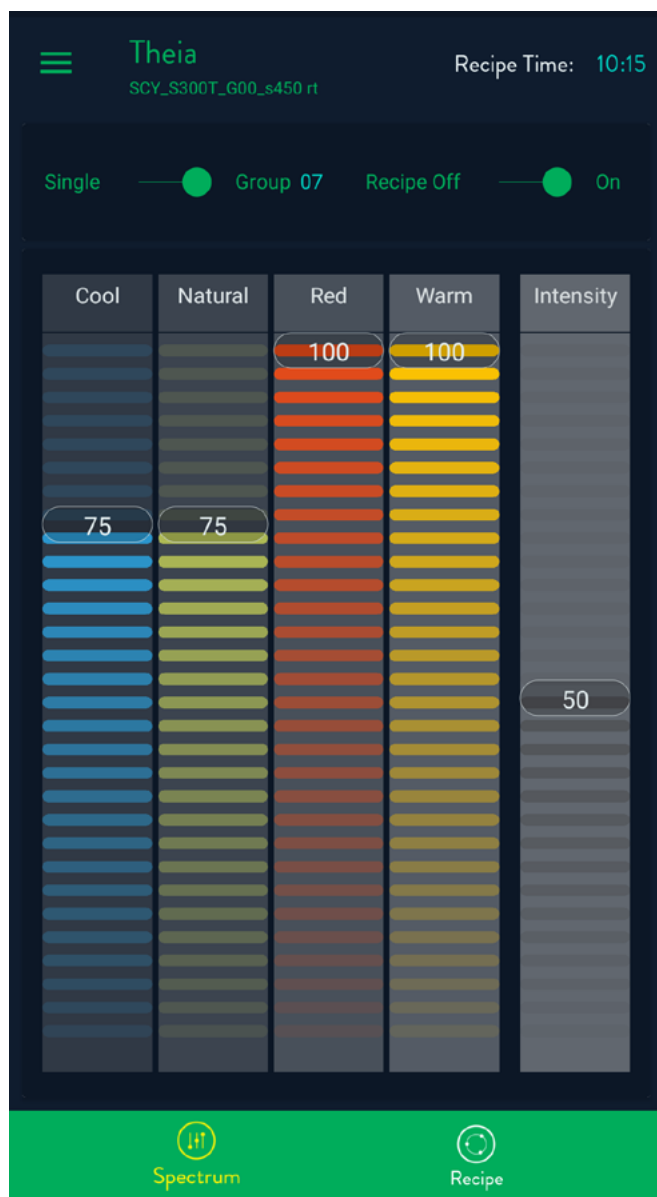 Theia
Recipe Time: 10:15
SCY_S300T_G00_s450 rt
Single Group 07 Recipe Off On
Cool Natural Red Warm Intensity
100 100
75 75
50
Spectrum Recipe